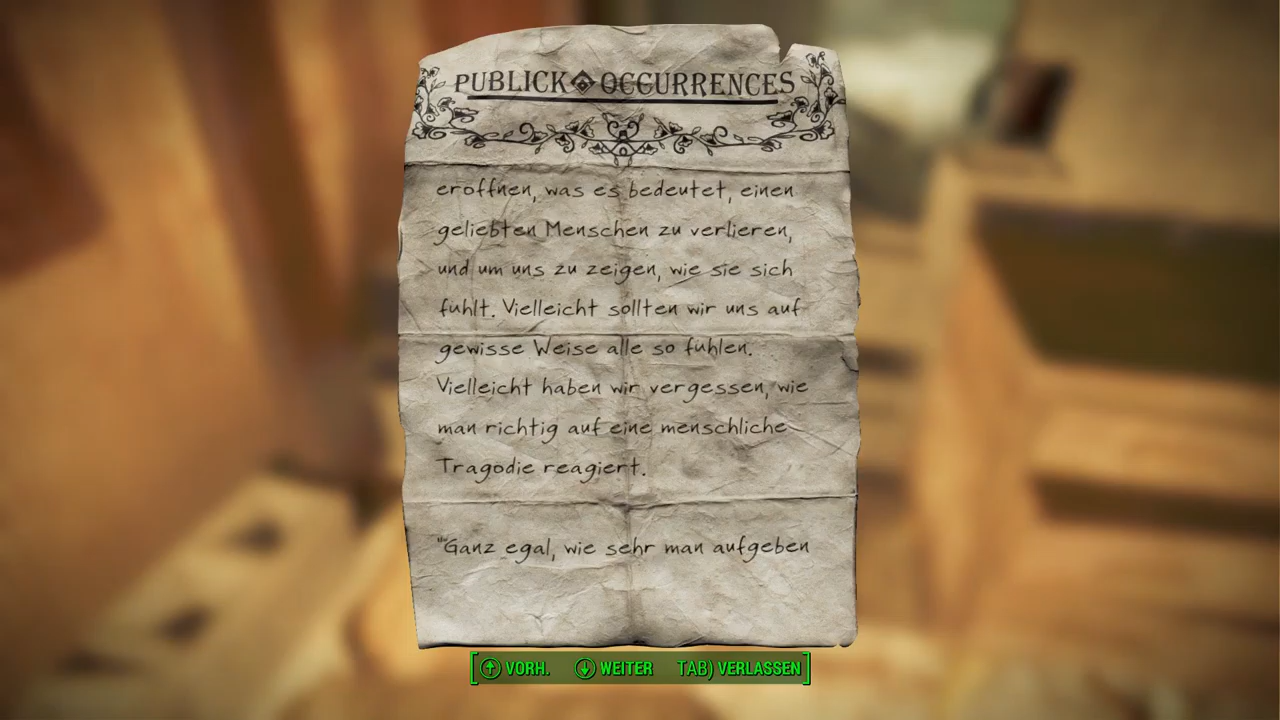 PUBLICK OCCURRENCES
eroffnen, was es bedeutet, einen
geliebten Menschen zu verlieren,
und um uns zu zeigen, wie sie sich
fuhlt. Vielleicht sollten wir uns auf
gewisse Weise alle so fuhlen.
Vielleicht haben wir vergessen, wie
man richtig auf eine menschliche
Tragodie reagiert.
"Ganz egal, wie sehr man aufgeben
VORH. WEITER TAB) VERLASSEN